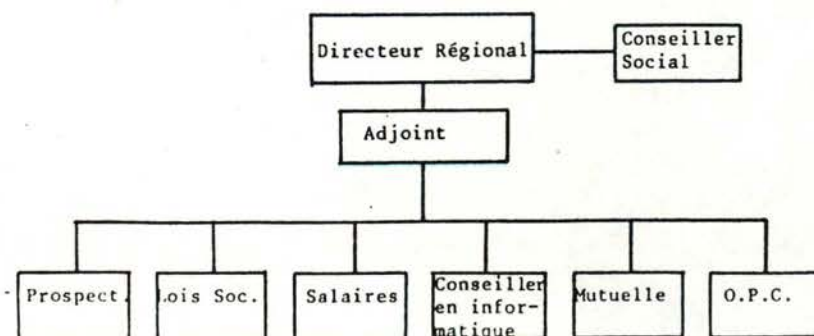 Directeur Régional
Conseiller
Social
Adjoint
Prospect.
Lois Soc.
Salaires
Conseiller
en infor-
matique
Mutuelle
O.P.C.